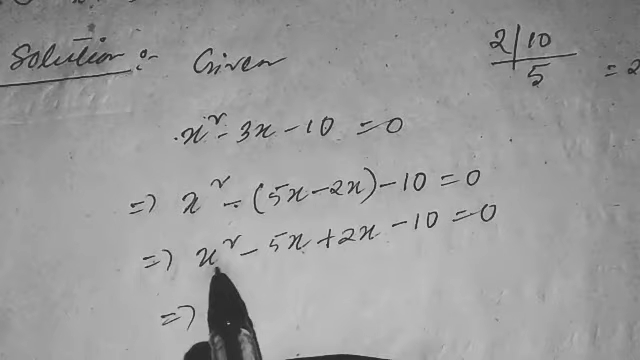 Solution :- Given
2|10
5 = 2
x² - 3x - 10 = 0
=> x² - (5x - 2x) - 10 = 0
=> x² - 5x + 2x - 10 = 0
=>